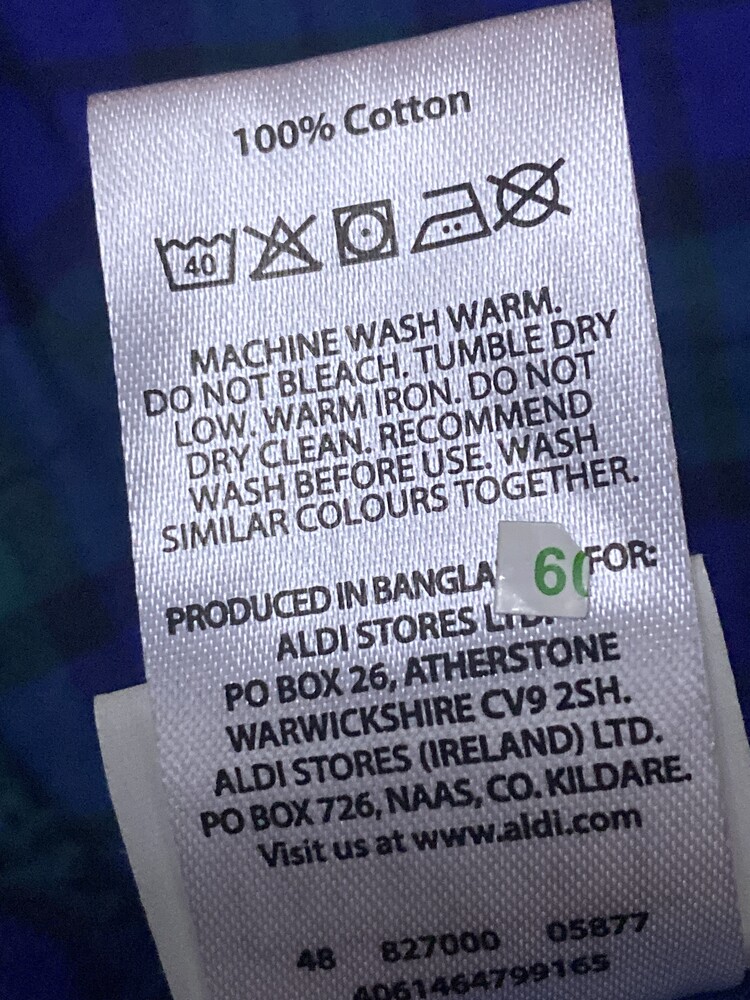 100% Cotton
40
MACHINE WASH WARM.
DO NOT BLEACH. TUMBLE DRY
LOW. WARM IRON. DO NOT
DRY CLEAN. RECOMMEND
WASH BEFORE USE. WASH
SIMILAR COLOURS TOGETHER.
PRODUCED IN BANGLA 6( FOR:
ALDI STORES LTD.
PO BOX 26, ATHERSTONE
WARWICKSHIRE CV9 2SH.
ALDI STORES (IRELAND) LTD.
PO BOX 726, NAAS, CO. KILDARE.
Visit us at www.aldi.com
48 827000 05877
4061464799165